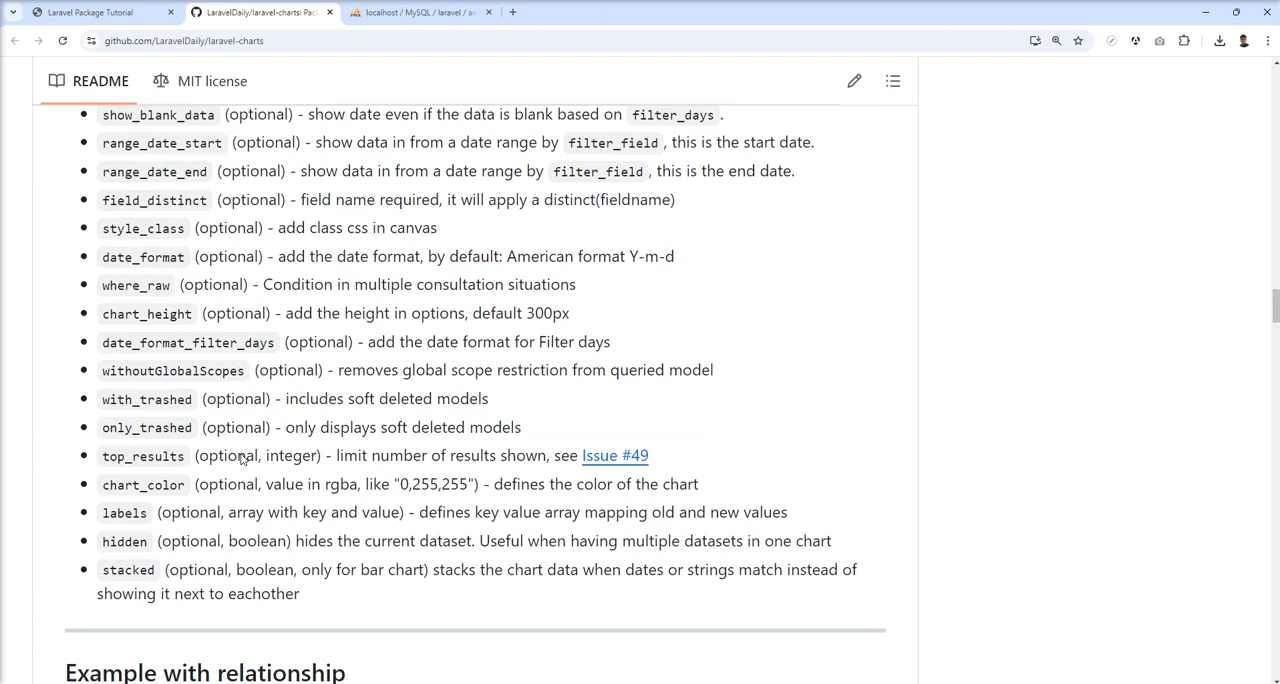 Laravel Package Tutorial
LaravelDaily/laravel-charts: Pac
localhost / MySQL / laravel / au
github.com/LaravelDaily/laravel-charts
README
MIT license
show_blank_data (optional) - show date even if the data is blank based on filter_days.
range_date_start (optional) - show data in from a date range by filter_field, this is the start date.
range_date_end (optional) - show data in from a date range by filter_field, this is the end date.
field_distinct (optional) - field name required, it will apply a distinct(fieldname)
style_class (optional) - add class css in canvas
date_format (optional) - add the date format, by default: American format Y-m-d
where_raw (optional) - Condition in multiple consultation situations
chart_height (optional) - add the height in options, default 300px
date_format_filter_days (optional) - add the date format for Filter days
withoutGlobalScopes (optional) - removes global scope restriction from queried model
with_trashed (optional) - includes soft deleted models
only_trashed (optional) - only displays soft deleted models
top_results (optional, integer) - limit number of results shown, see Issue #49
chart_color (optional, value in rgba, like "0,255,255") - defines the color of the chart
labels (optional, array with key and value) - defines key value array mapping old and new values
hidden (optional, boolean) hides the current dataset. Useful when having multiple datasets in one chart
stacked (optional, boolean, only for bar chart) stacks the chart data when dates or strings match instead of
showing it next to eachother
Example with relationship